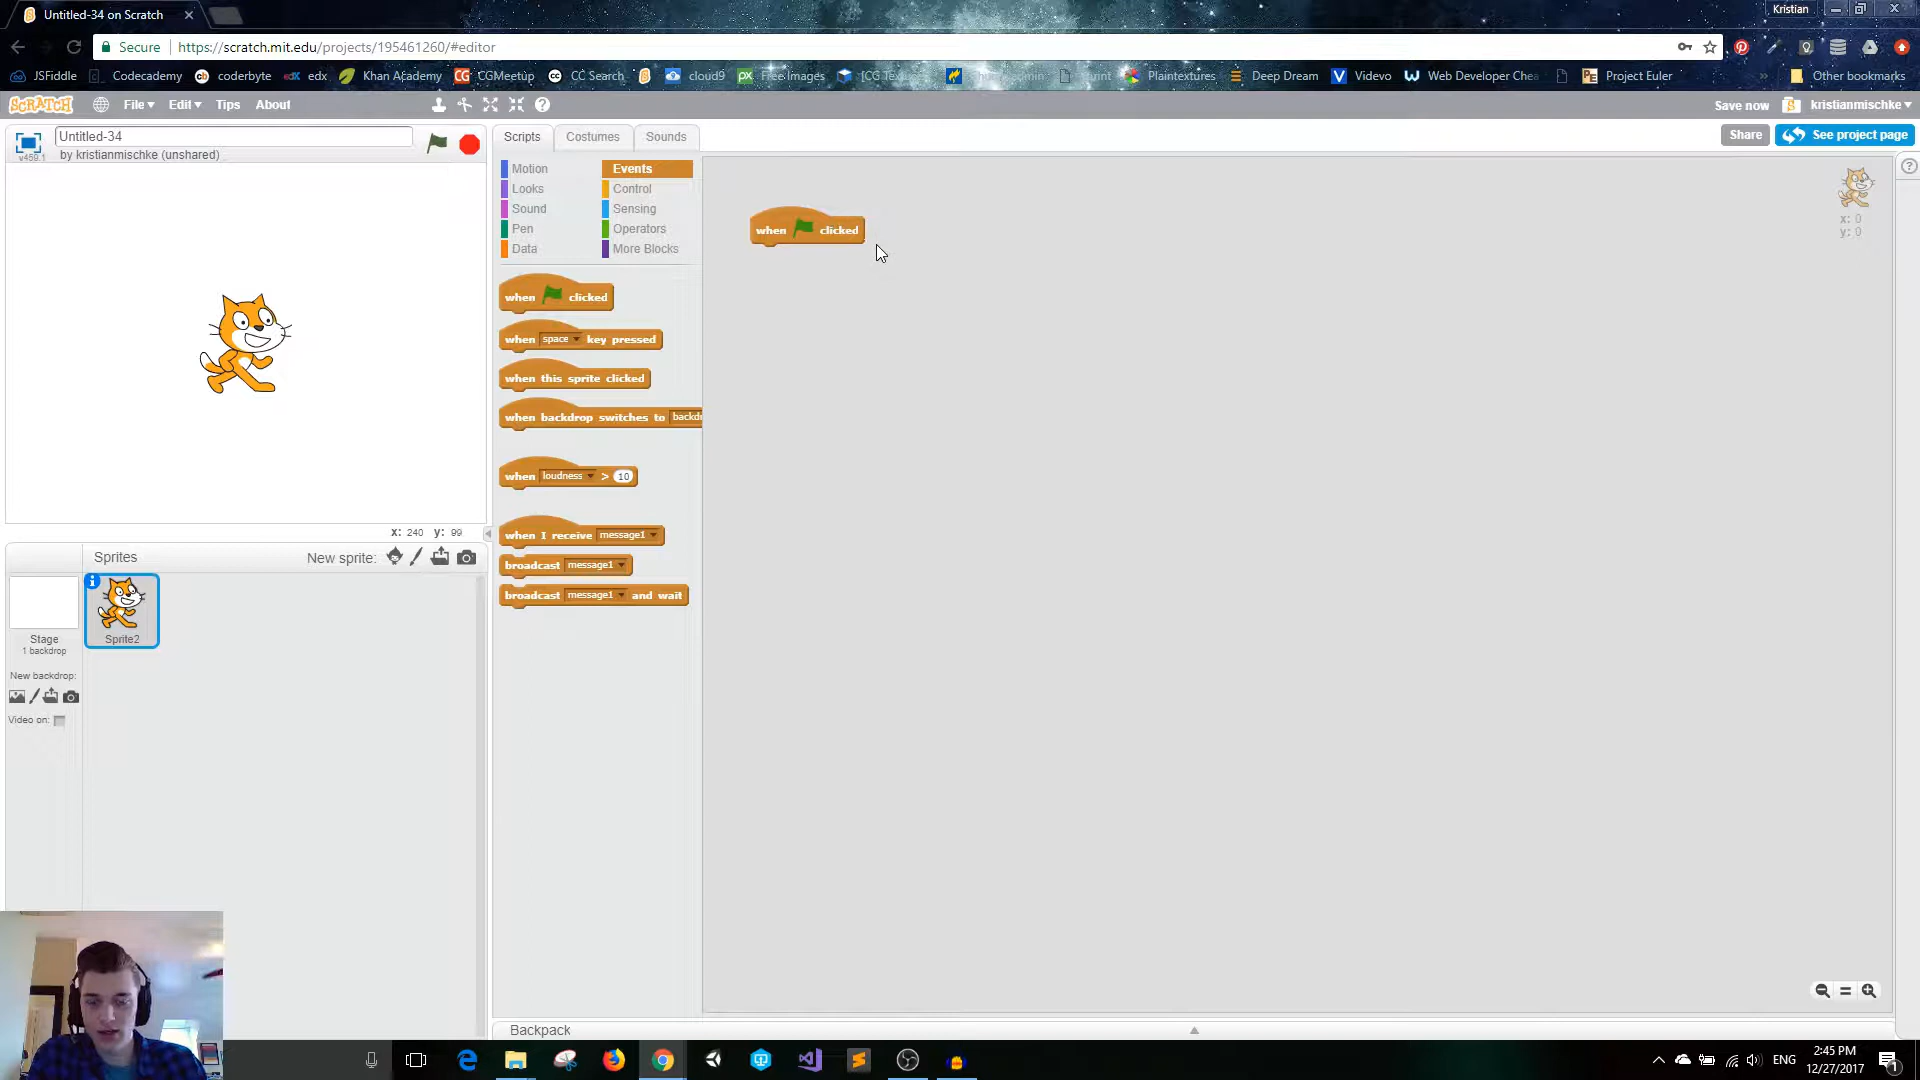 Untitled-34 on Scratch
Kristian
Secure https://scratch.mit.edu/projects/195461260/#editor
JSFiddle Codecademy coderbyte edx Khan Academy CGMeetup CC Search cloud9 Free Images Plaintextures Deep Dream Videvo Web Developer Chea Project Euler » Other bookmarks
SCRATCH File Edit Tips About Save now kristianmischke
Untitled-34
by kristianmischke (unshared)
v459.1
Scripts Costumes Sounds
Share See project page
Motion Events
Looks Control
Sound Sensing
Pen Operators
Data More Blocks
when clicked
x: 0
y: 0
when clicked
when space key pressed
when this sprite clicked
when backdrop switches to backd
when loudness > 10
when I receive message1
broadcast message1
broadcast message1 and wait
x: 240 y: 99
Sprites New sprite:
Sprite2
Stage
1 backdrop
New backdrop:
Video on:
Backpack
ENG 2:45 PM
12/27/2017
1